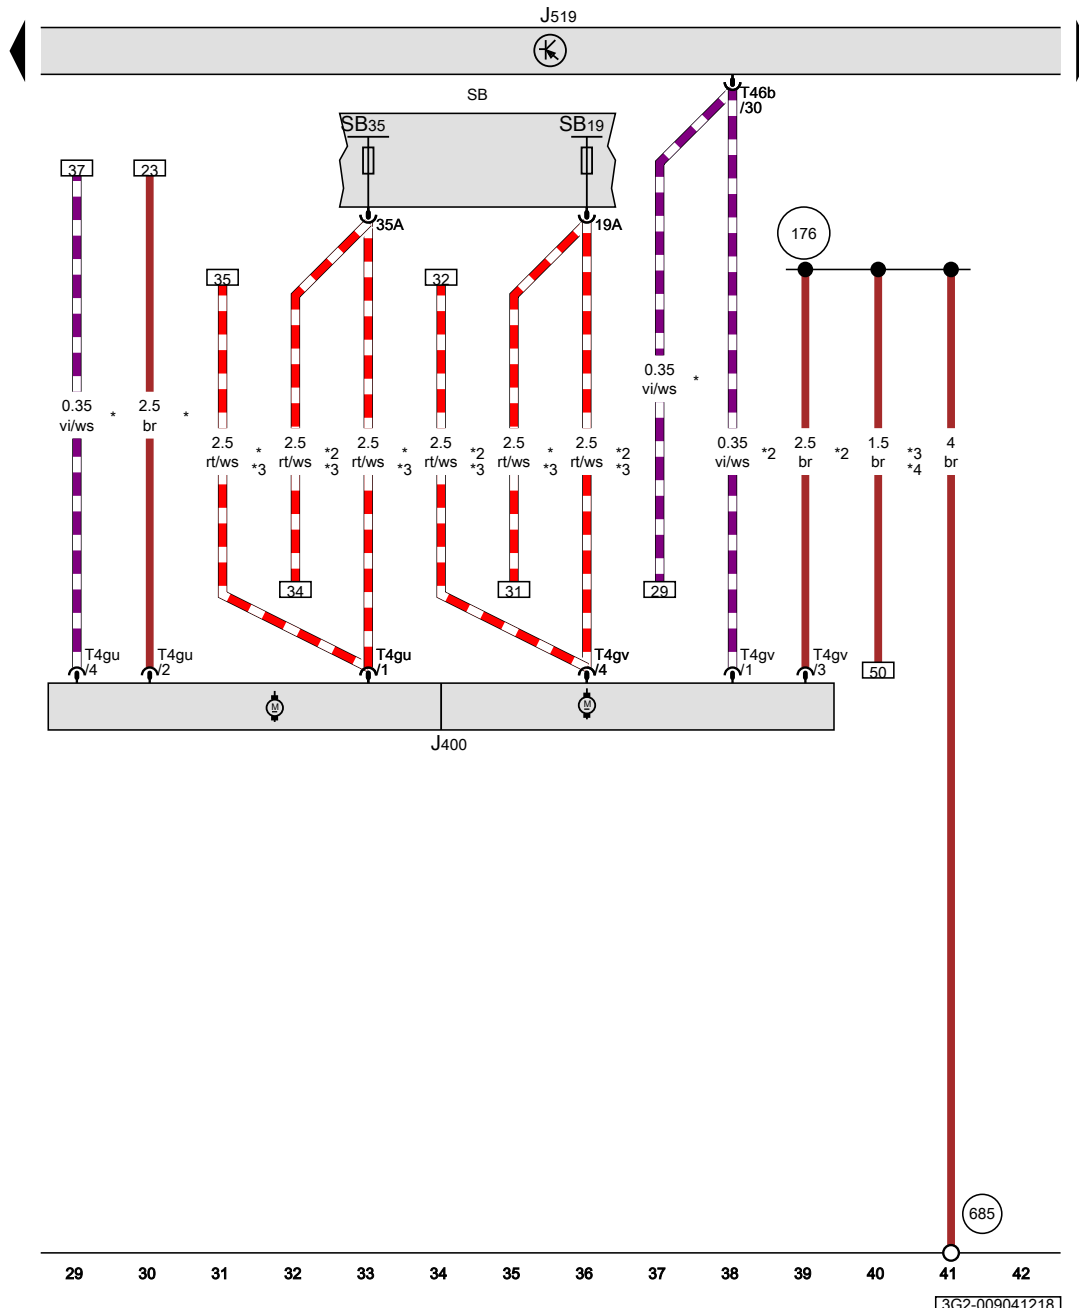 J519
T46b
/30
SB
SB35
SB19
35A
19A
37
23
35
32
176
0.35
vi/ws
*
2.5
br
*
2.5
rt/ws
*
*3
2.5
rt/ws
*2
*3
2.5
rt/ws
*
*3
2.5
rt/ws
*2
*3
2.5
rt/ws
*
*3
2.5
rt/ws
*2
*3
0.35
vi/ws
*
0.35
vi/ws
*2
2.5
br
*2
1.5
br
*3
*4
4
br
34
31
29
50
T4gu
/4
T4gu
/2
T4gu
/1
T4gv
/4
T4gv
/1
T4gv
/3
M
M
J400
685
29 30 31 32 33 34 35 36 37 38 39 40 41 42
3G2-009041218